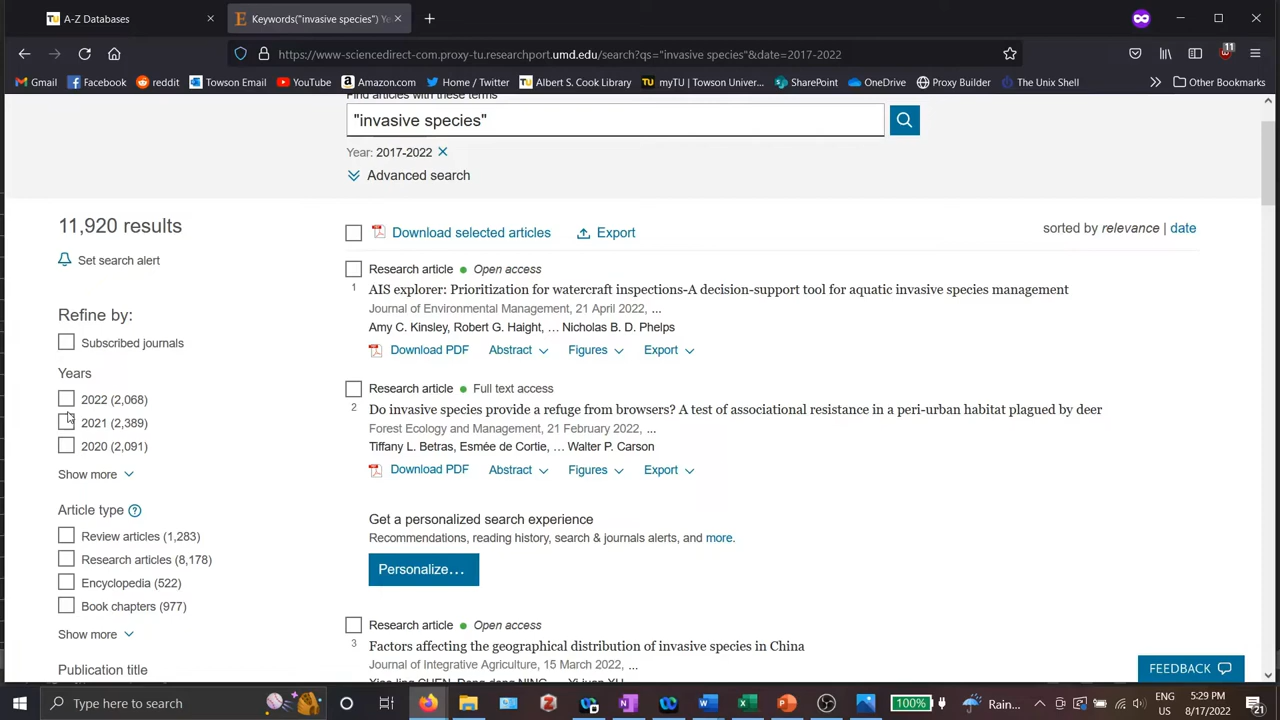 A-Z Databases
Keywords("invasive species") Ye
https://www-sciencedirect-com.proxy-tu.researchport.umd.edu/search?qs="invasive species"&date=2017-2022
11
Gmail Facebook reddit Towson Email YouTube Amazon.com Home / Twitter Albert S. Cook Library myTU | Towson Univer... SharePoint OneDrive Proxy Builder The Unix Shell Other Bookmarks
Find articles with these terms
"invasive species"
Year: 2017-2022
Advanced search
11,920 results
Set search alert
Refine by:
Subscribed journals
Years
2022 (2,068)
2021 (2,389)
2020 (2,091)
Show more
Article type
Review articles (1,283)
Research articles (8,178)
Encyclopedia (522)
Book chapters (977)
Show more
Publication title
Download selected articles Export
sorted by relevance | date
Research article Open access
1 AIS explorer: Prioritization for watercraft inspections-A decision-support tool for aquatic invasive species management
Journal of Environmental Management, 21 April 2022, ...
Amy C. Kinsley, Robert G. Haight, ... Nicholas B. D. Phelps
Download PDF Abstract Figures Export
Research article Full text access
2 Do invasive species provide a refuge from browsers? A test of associational resistance in a peri-urban habitat plagued by deer
Forest Ecology and Management, 21 February 2022, ...
Tiffany L. Betras, Esmée de Cortie, ... Walter P. Carson
Download PDF Abstract Figures Export
Get a personalized search experience
Recommendations, reading history, search & journals alerts, and more.
Personalize...
Research article Open access
3 Factors affecting the geographical distribution of invasive species in China
Journal of Integrative Agriculture, 15 March 2022, ...
FEEDBACK
Type here to search
100%
Rain...
ENG
US
5:29 PM
8/17/2022
21